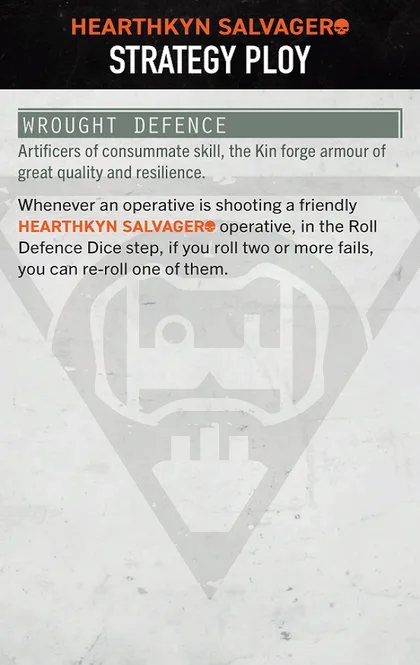 HEARTHKYN SALVAGER
STRATEGY PLOY
WROUGHT DEFENCE
Artificers of consummate skill, the Kin forge armour of
great quality and resilience.
Whenever an operative is shooting a friendly
HEARTHKYN SALVAGER operative, in the Roll
Defence Dice step, if you roll two or more fails,
you can re-roll one of them.